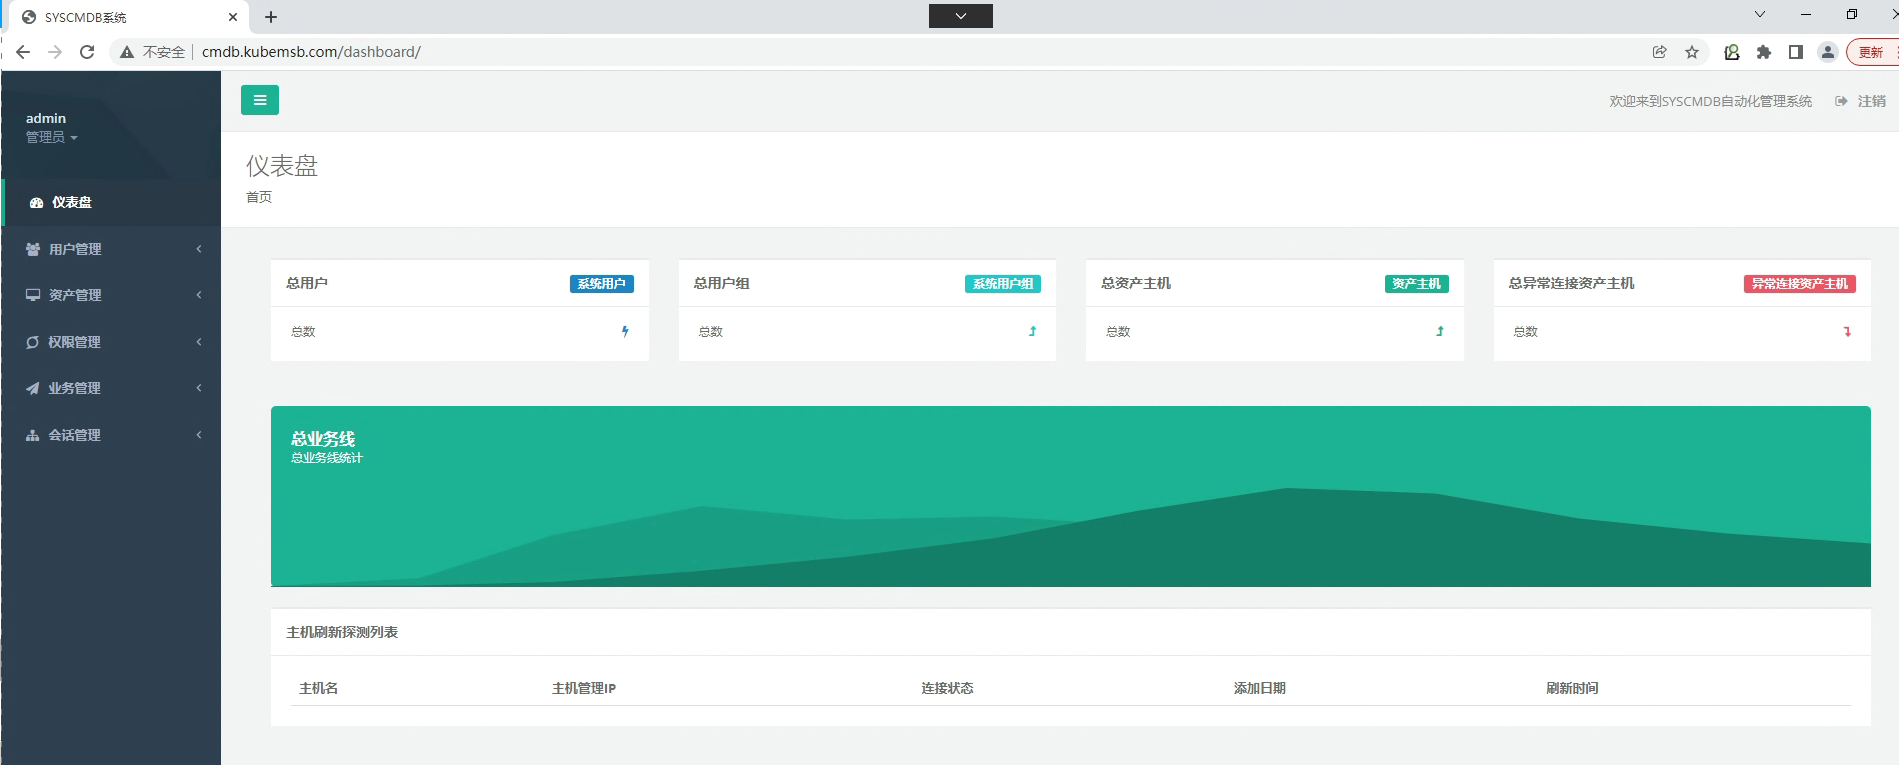 SYSCMDB系统
不安全 cmdb.kubemsb.com/dashboard/
更新
admin
管理员
欢迎来到SYSCMDB自动化管理系统 注销
仪表盘
用户管理
资产管理
权限管理
业务管理
会话管理
仪表盘
首页
总用户 系统用户
总数
总用户组 系统用户组
总数
总资产主机 资产主机
总数
总异常连接资产主机 异常连接资产主机
总数
总业务线
总业务线统计
主机刷新探测列表
主机名 主机管理IP 连接状态 添加日期 刷新时间